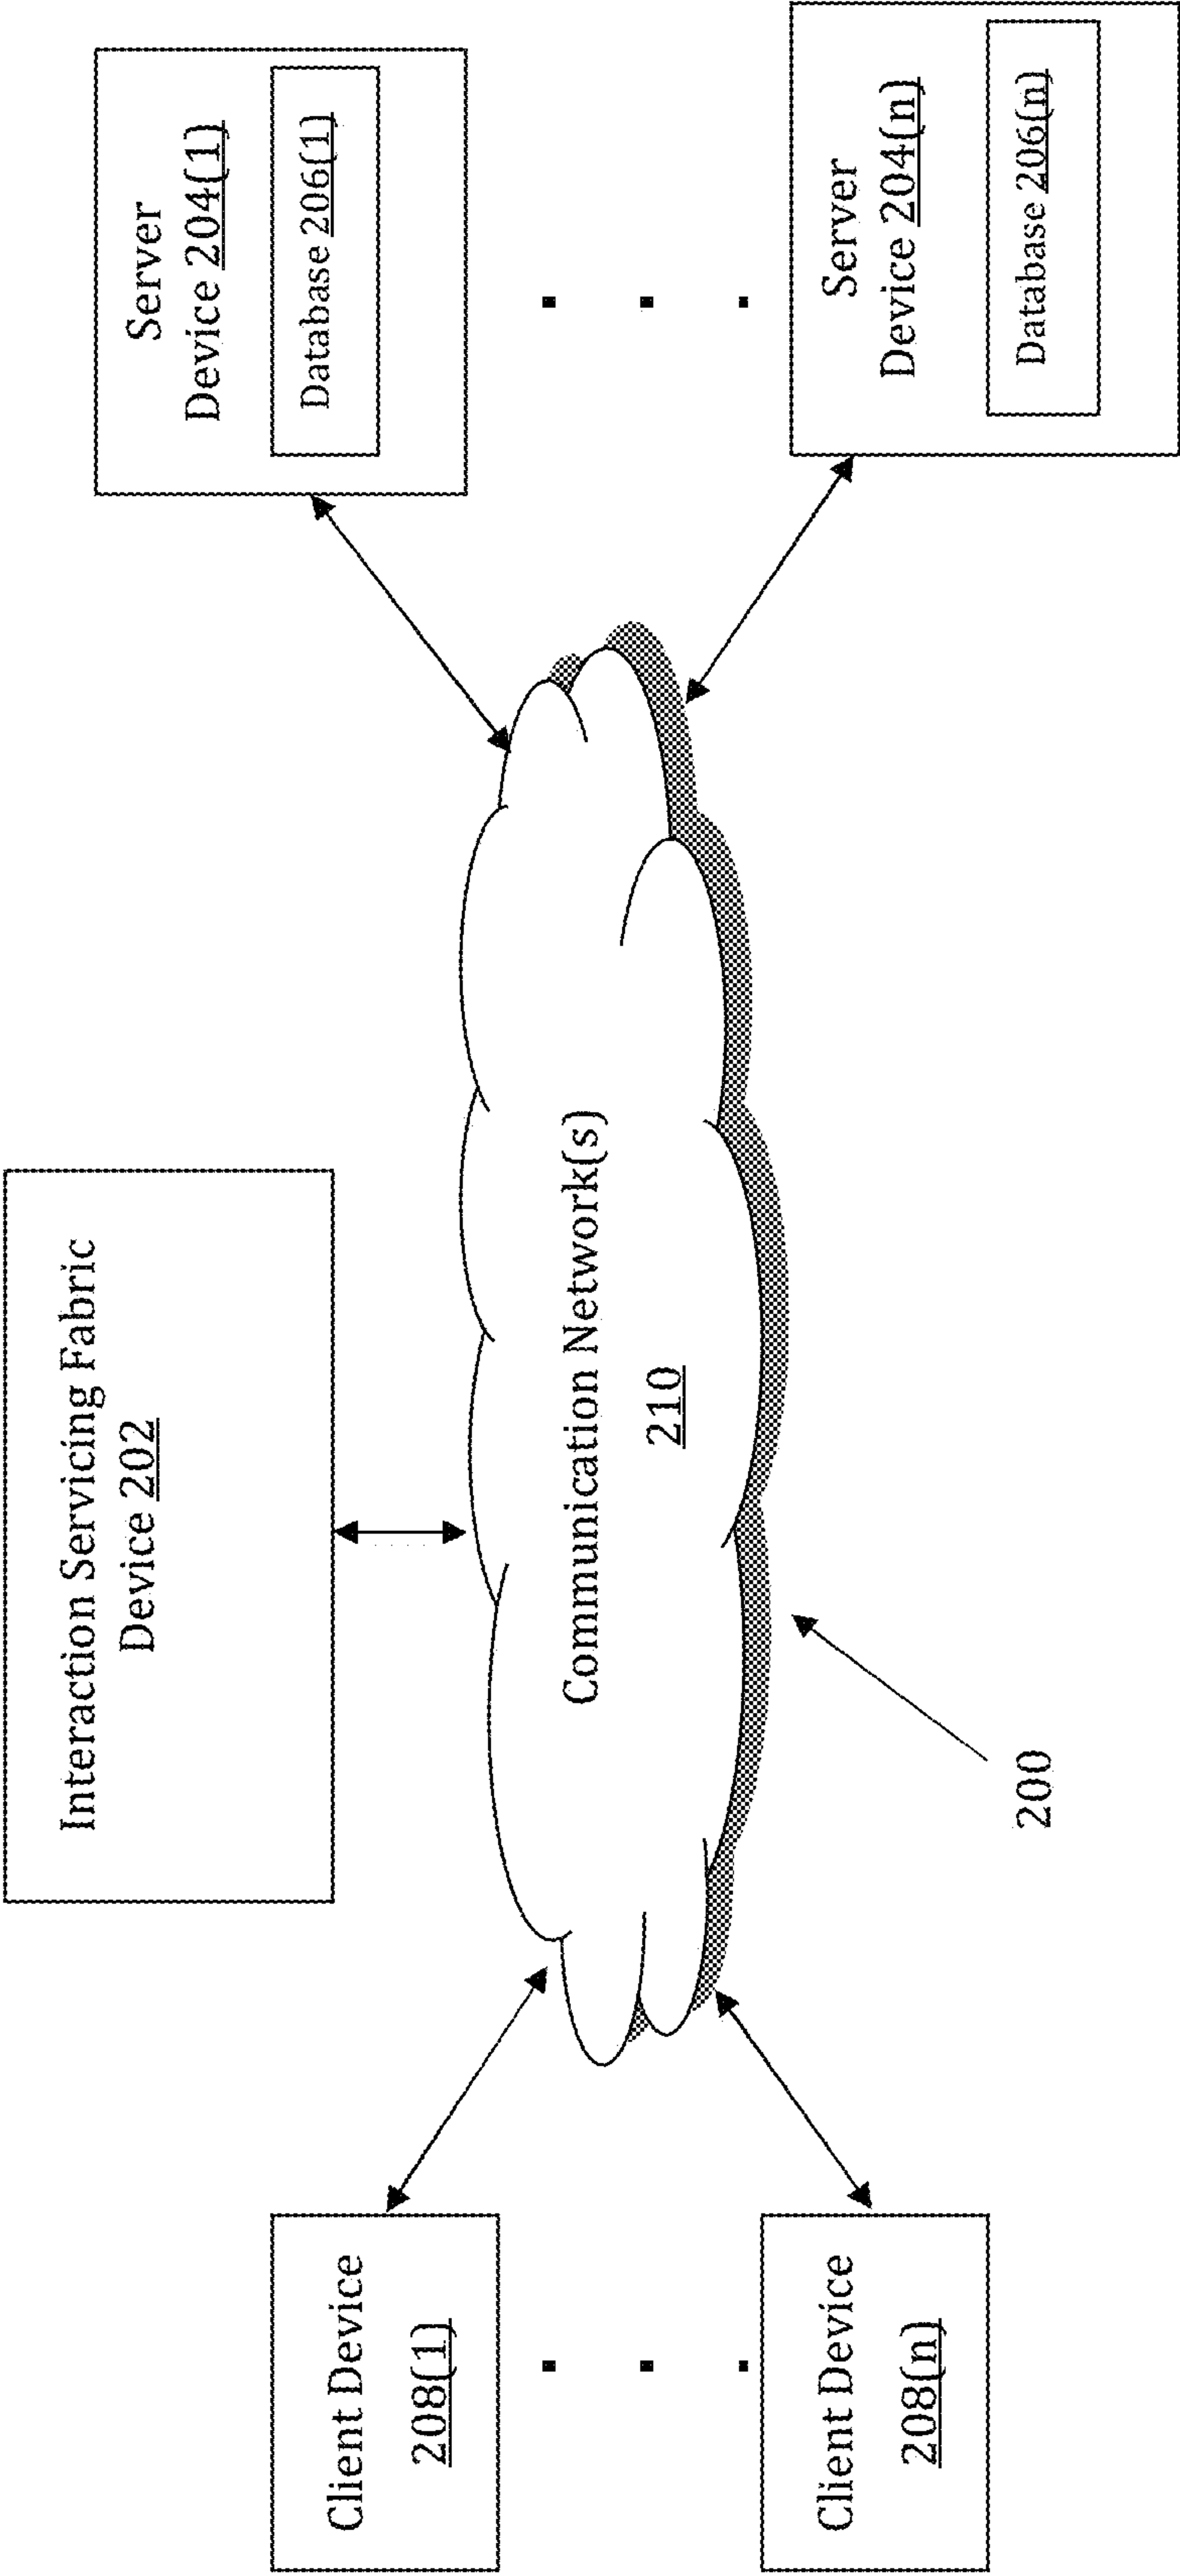 Interaction Servicing Fabric
Device 202
Client Device
208(1)
Client Device
208(n)
Communication Network(s)
210
200
Server
Device 204(1)
Database 206(1)
Server
Device 204(n)
Database 206(n)